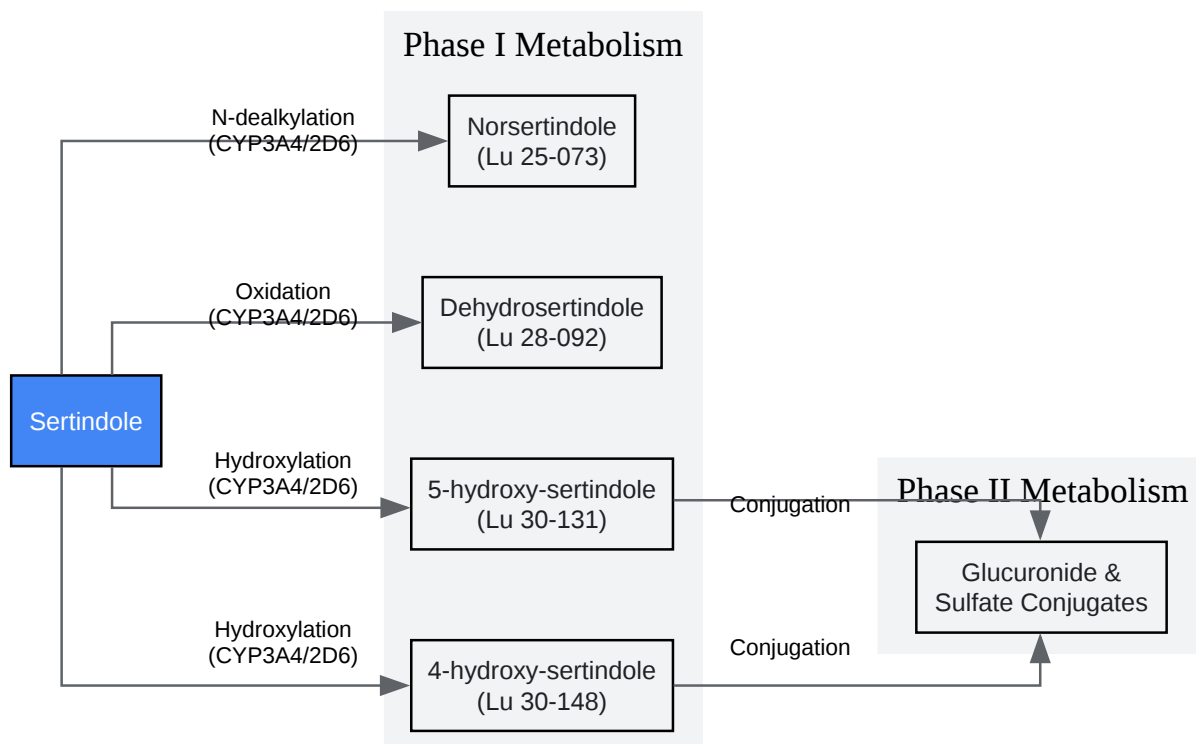 Phase I Metabolism
N-dealkylation
(CYP3A4/2D6)
Norsertindole
(Lu 25-073)
Oxidation
(CYP3A4/2D6)
Dehydrosertindole
(Lu 28-092)
Sertindole
Hydroxylation
(CYP3A4/2D6)
5-hydroxy-sertindole
(Lu 30-131)
Conjugation
Phase II Metabolism
Glucuronide &
Sulfate Conjugates
Hydroxylation
(CYP3A4/2D6)
4-hydroxy-sertindole
(Lu 30-148)
Conjugation